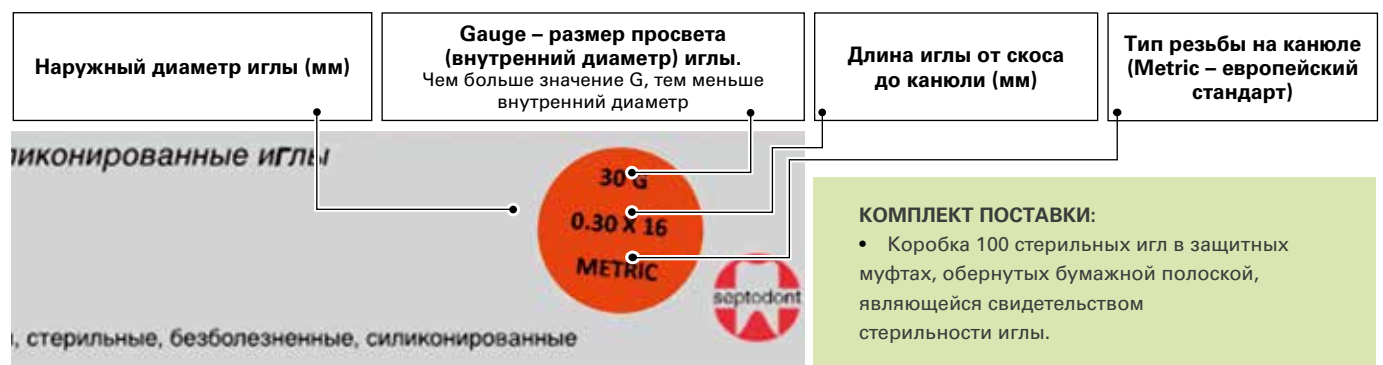 Наружный диаметр иглы (мм)
Gauge – размер просвета
(внутренний диаметр) иглы.
Чем больше значение G, тем меньше
внутренний диаметр
Длина иглы от скоса
до канюли (мм)
Тип резьбы на канюле
(Metric – европейский
стандарт)
иконированные иглы
30 G
0.30 X 16
METRIC
septodont
, стерильные, безболезненные, силиконированные
КОМПЛЕКТ ПОСТАВКИ:
• Коробка 100 стерильных игл в защитных
муфтах, обернутых бумажной полоской,
являющейся свидетельством
стерильности иглы.